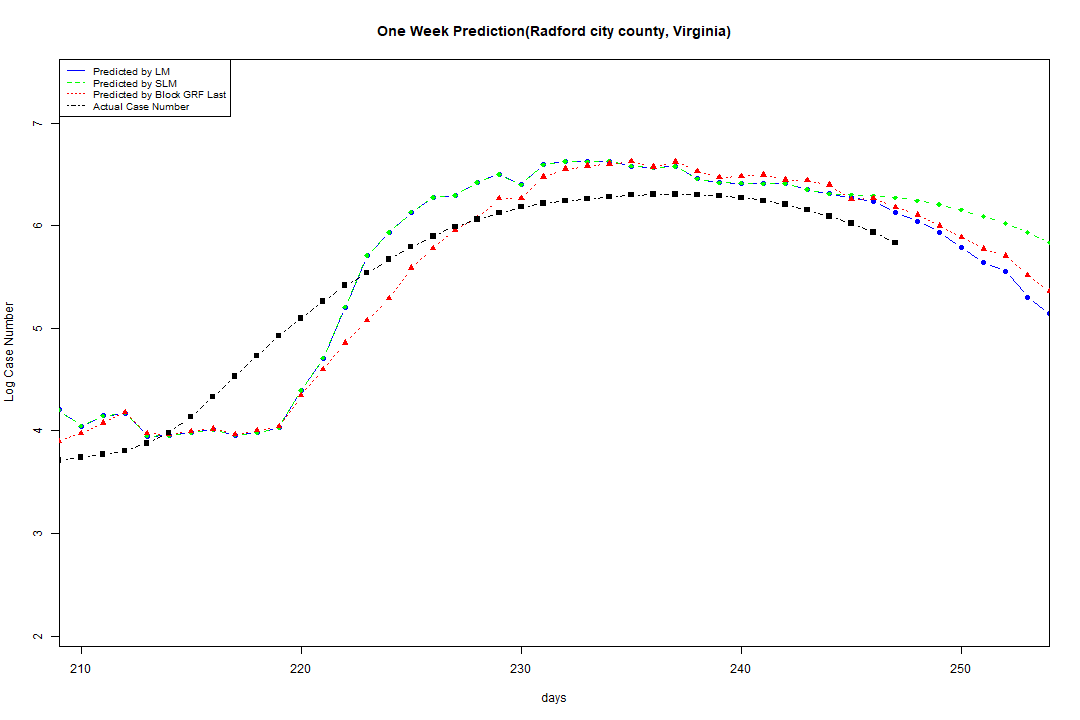 One Week Prediction(Radford city county, Virginia)
Predicted by LM
Predicted by SLM
Predicted by Block GRF Last
Actual Case Number
7
6
5
4
3
2
Log Case Number
210 220 230 240 250
days